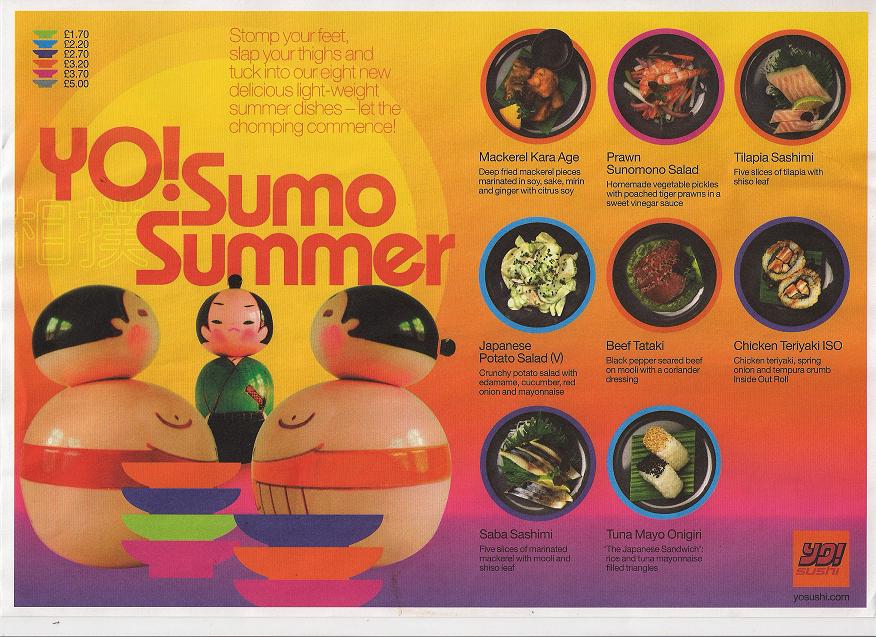 £1.70
£2.20
£2.70
£3.20
£3.70
£5.00
Stomp your feet,
slap your thighs and
tuck into our eight new
delicious light-weight
summer dishes – let the
chomping commence!
YO! Sumo
Summer
相撲
Mackerel Kara Age
Deep fried mackerel pieces
marinated in soy, sake, mirin
and ginger with citrus soy
Prawn
Sunomono Salad
Homemade vegetable pickles
with poached tiger prawns in a
sweet vinegar sauce
Tilapia Sashimi
Five slices of tilapia with
shiso leaf
Japanese
Potato Salad (V)
Crunchy potato salad with
edamame, cucumber, red
onion and mayonnaise
Beef Tataki
Black pepper seared beef
on mooli with a coriander
dressing
Chicken Teriyaki ISO
Chicken teriyaki, spring
onion and tempura crumb
Inside Out Roll
Saba Sashimi
Five slices of marinated
mackerel with mooli and
shiso leaf
Tuna Mayo Onigiri
'The Japanese Sandwich':
rice and tuna mayonnaise
filled triangles
YO!
sushi
yosushi.com